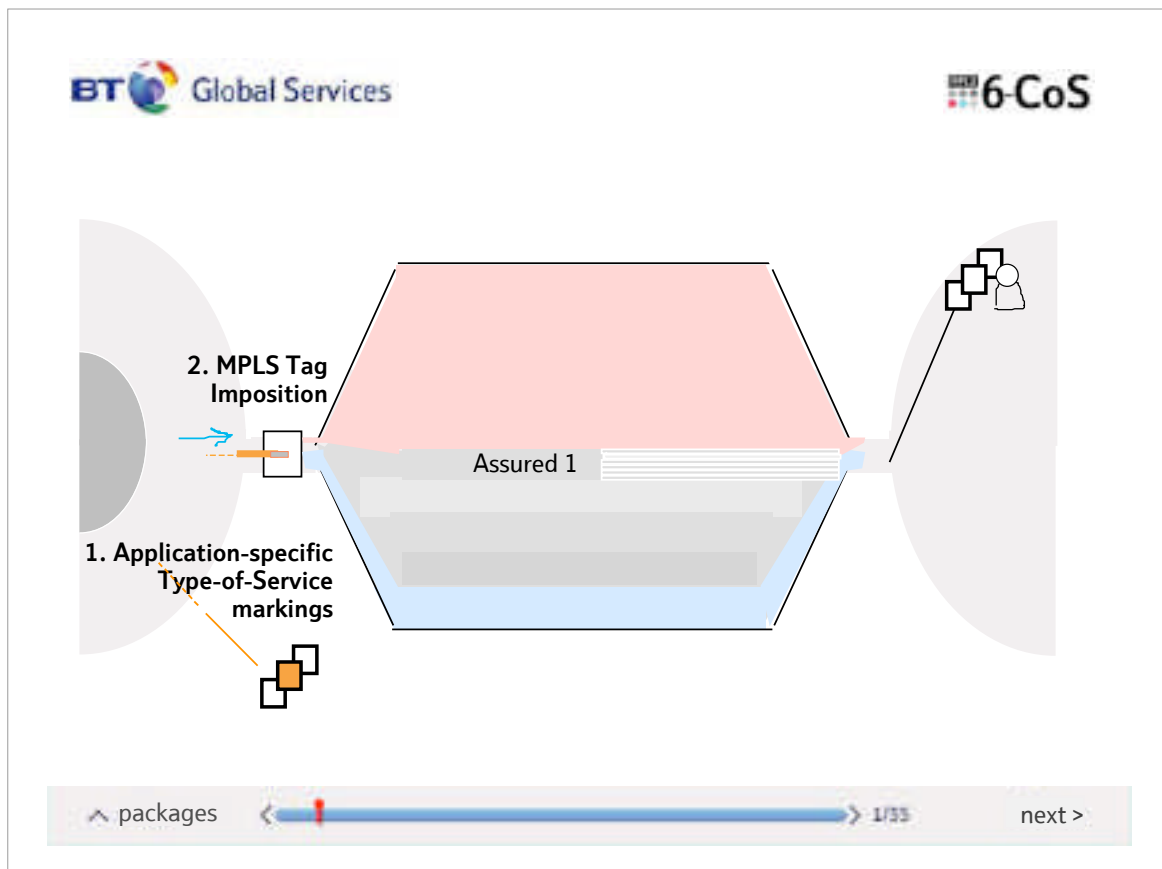 BT Global Services
6-CoS
2. MPLS Tag
Imposition
Assured 1
1. Application-specific
Type-of-Service
markings
packages
1/35
next >